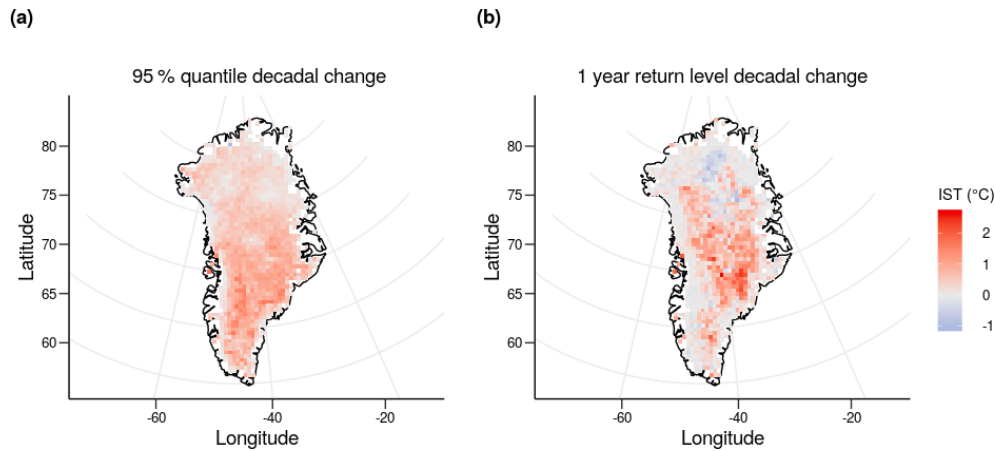 (a)
95 % quantile decadal change
80
75
70
65
60
Latitude
-60
-40
-20
Longitude
(b)
1 year return level decadal change
80
75
70
65
60
Latitude
-60
-40
-20
Longitude
IST (°C)
2
1
0
-1